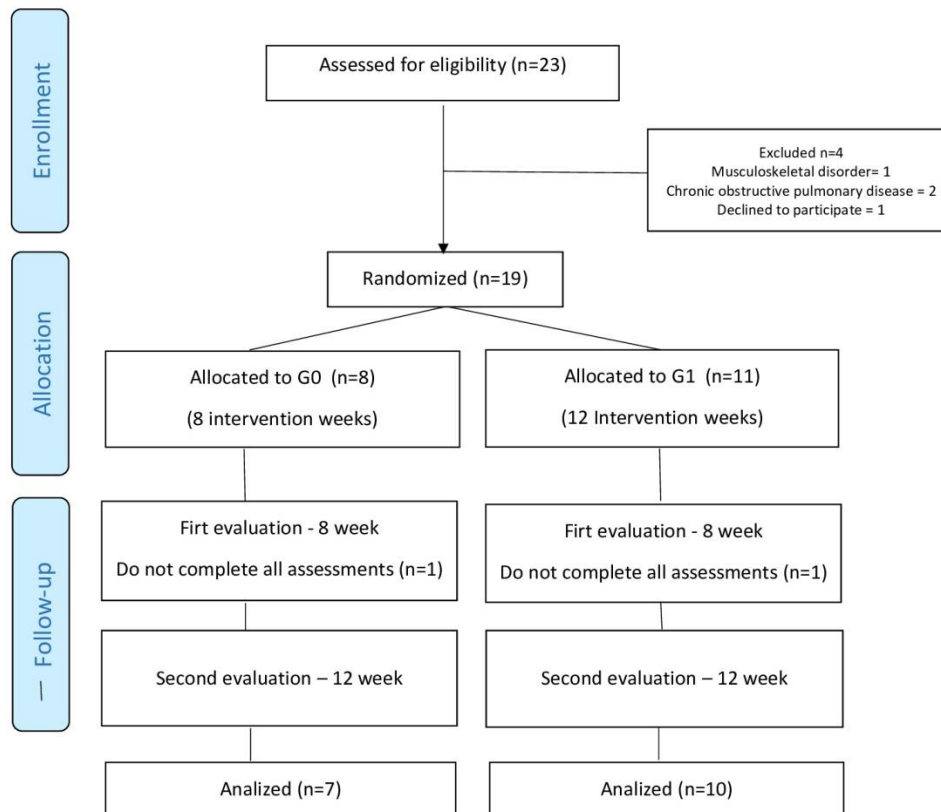 Enrollment
Assessed for eligibility (n=23)
Excluded n=4
Musculoskeletal disorder= 1
Chronic obstructive pulmonary disease = 2
Declined to participate = 1
Randomized (n=19)
Allocation
Allocated to G0 (n=8)
(8 intervention weeks)
Allocated to G1 (n=11)
(12 Intervention weeks)
— Follow-up
Firt evaluation - 8 week
Do not complete all assessments (n=1)
Firt evaluation - 8 week
Do not complete all assessments (n=1)
Second evaluation – 12 week
Second evaluation – 12 week
Analized (n=7)
Analized (n=10)